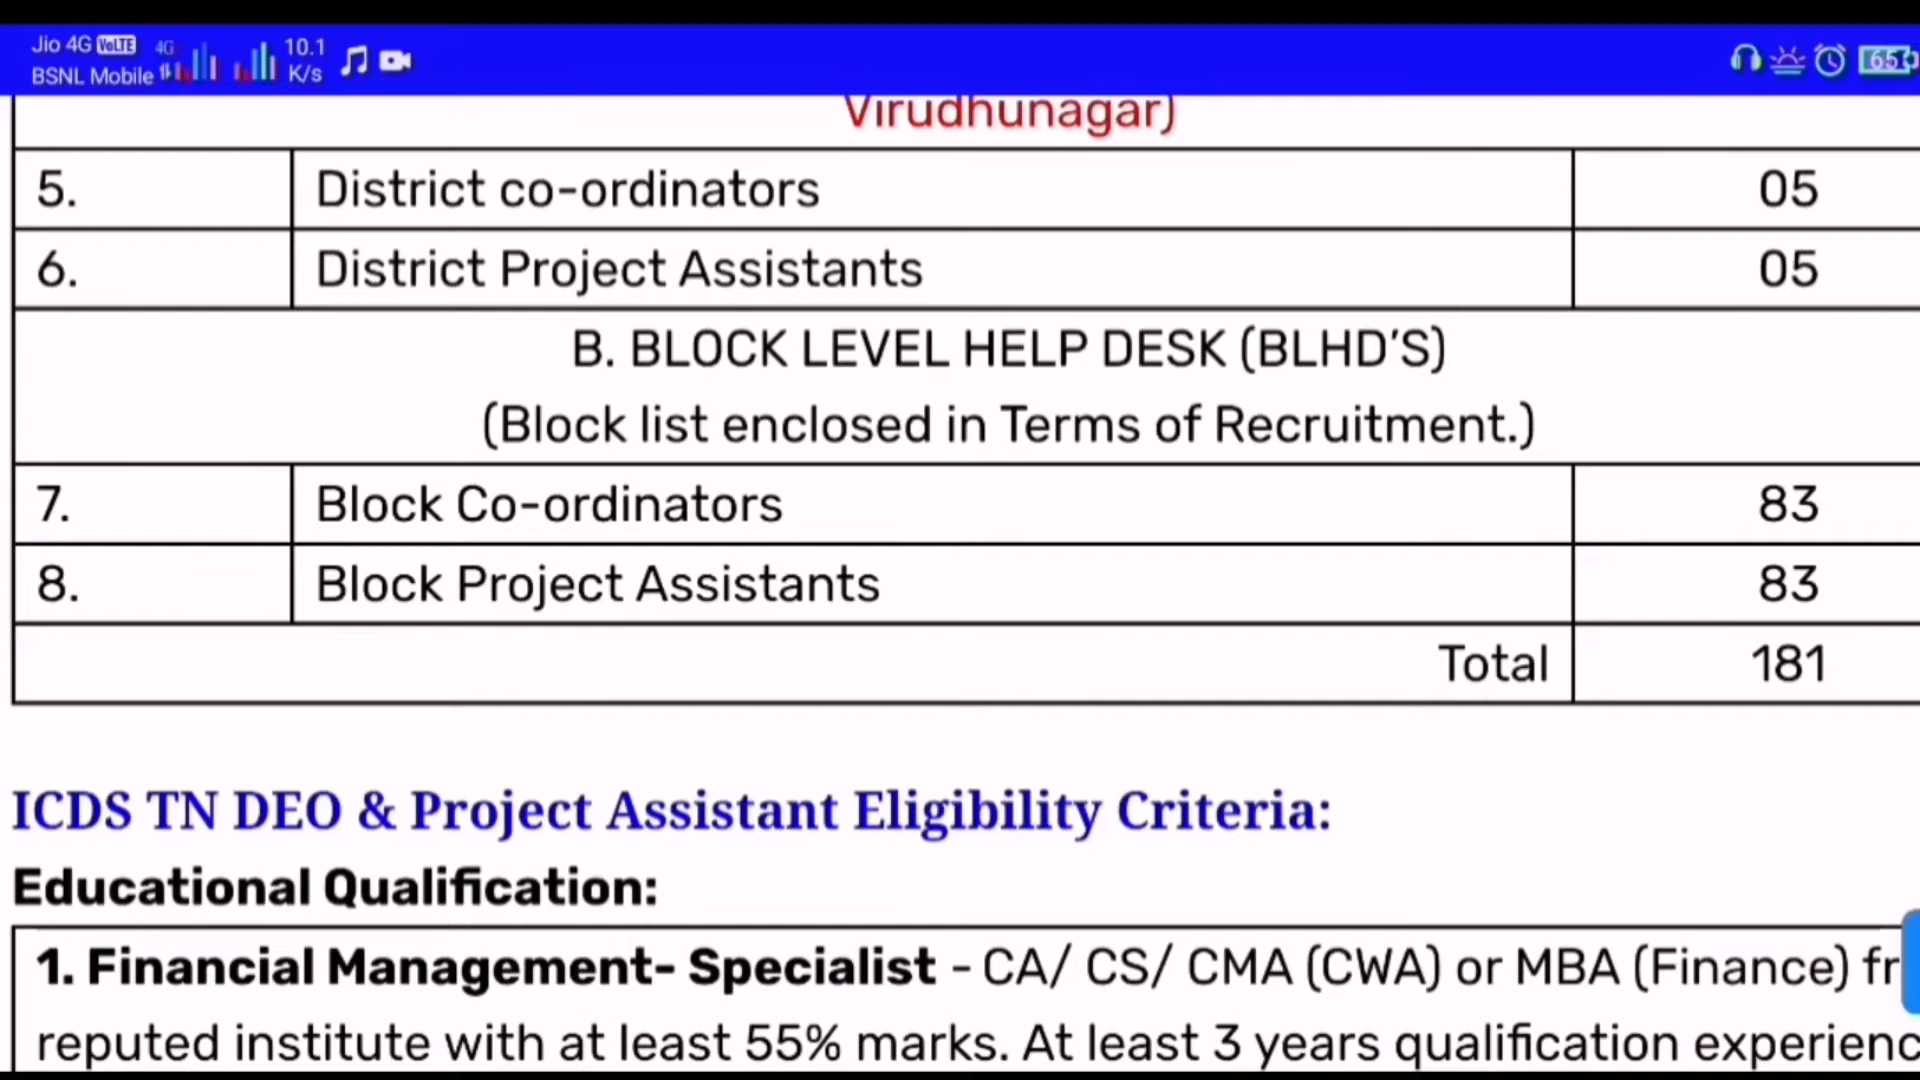 Jio 4G VoLTE 4G 10.1
BSNL Mobile K/s 65
Virudhunagar)
5. District co-ordinators 05
6. District Project Assistants 05
B. BLOCK LEVEL HELP DESK (BLHD’S)
(Block list enclosed in Terms of Recruitment.)
7. Block Co-ordinators 83
8. Block Project Assistants 83
Total 181
ICDS TN DEO & Project Assistant Eligibility Criteria:
Educational Qualification:
1. Financial Management- Specialist - CA/ CS/ CMA (CWA) or MBA (Finance) fr
reputed institute with at least 55% marks. At least 3 years qualification experienc